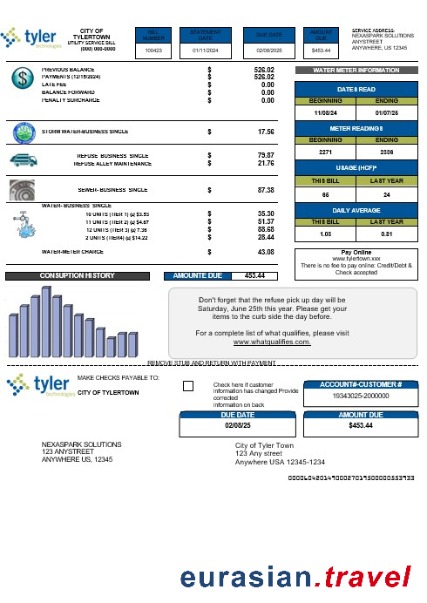 tyler
technologies
CITY OF
TYLERTOWN
UTILITY SERVICE BILL
(000) 000-0000
BILL NUMBER
100423
STATEMENT DATE
01/11/2024
DUE DATE
02/08/2025
AMOUNT DUE
$453.44
SERVICE ADDRESS:
NEXASPARK SOLUTIONS
ANYSTREET
ANYWHERE, US 12345
PREVIOUS BALANCE $ 526.02
PAYMENTS (12/15/2024) $ 526.02
LATE FEE $ 0.00
BALANCE FORWARD $ 0.00
PENALTY SURCHARGE $ 0.00
STORM WATER-BUSINESS SINGLE $ 17.56
REFUSE BUSINESS SINGLE $ 79.87
REFUSE ALLEY MAINTENANCE $ 21.76
SEWER- BUSINESS SINGLE $ 87.38
WATER- BUSINESS SINGLE
10 UNITS (TIER 1) @ $3.53 $ 35.30
11 UNITS (TIER 2) @ $4.67 $ 51.37
12 UNITS (TIER 3) @ 7.39 $ 88.68
2 UNITS (TIER4) @ $14.22 $ 28.44
WATER-METER CHARGE $ 43.08
WATER METER INFORMATION
DATES READ
BEGINNING ENDING
11/08/24 01/07/25
METER READINGS
BEGINNING ENDING
2271
USAGE (HCF)*
THIS BILL LAST YEAR
24
DAILY AVERAGE
THIS BILL LAST YEAR
Pay Online
www.tylertown.xxx
There is no fee to pay online: Credit/Debt &
Check accepted
CONSUPTION HISTORY
AMOUNTE DUE 453.44
Don't forget that the refuse pick up day will be
Saturday, June 25th this year. Please get your
items to the curb side the day before.
For a complete list of what qualifies, please visit
www.whatqualifies.com.
REMOVE STUB AND RETURN WITH PAYMENT
tyler
technologies
MAKE CHECKS PAYABLE TO:
CITY OF TYLERTOWN
Check here if customer
information has changed Provide
corrected
information on back
ACCOUNT#-CUSTOMER #
19343025-2000000
DUE DATE
02/08/25
AMOUNT DUE
$453.44
NEXASPARK SOLUTIONS
123 ANYSTREET
ANYWHERE US, 12345
City of Tyler Town
123 Any street
Anywhere USA 12345-1234
eurasian.travel